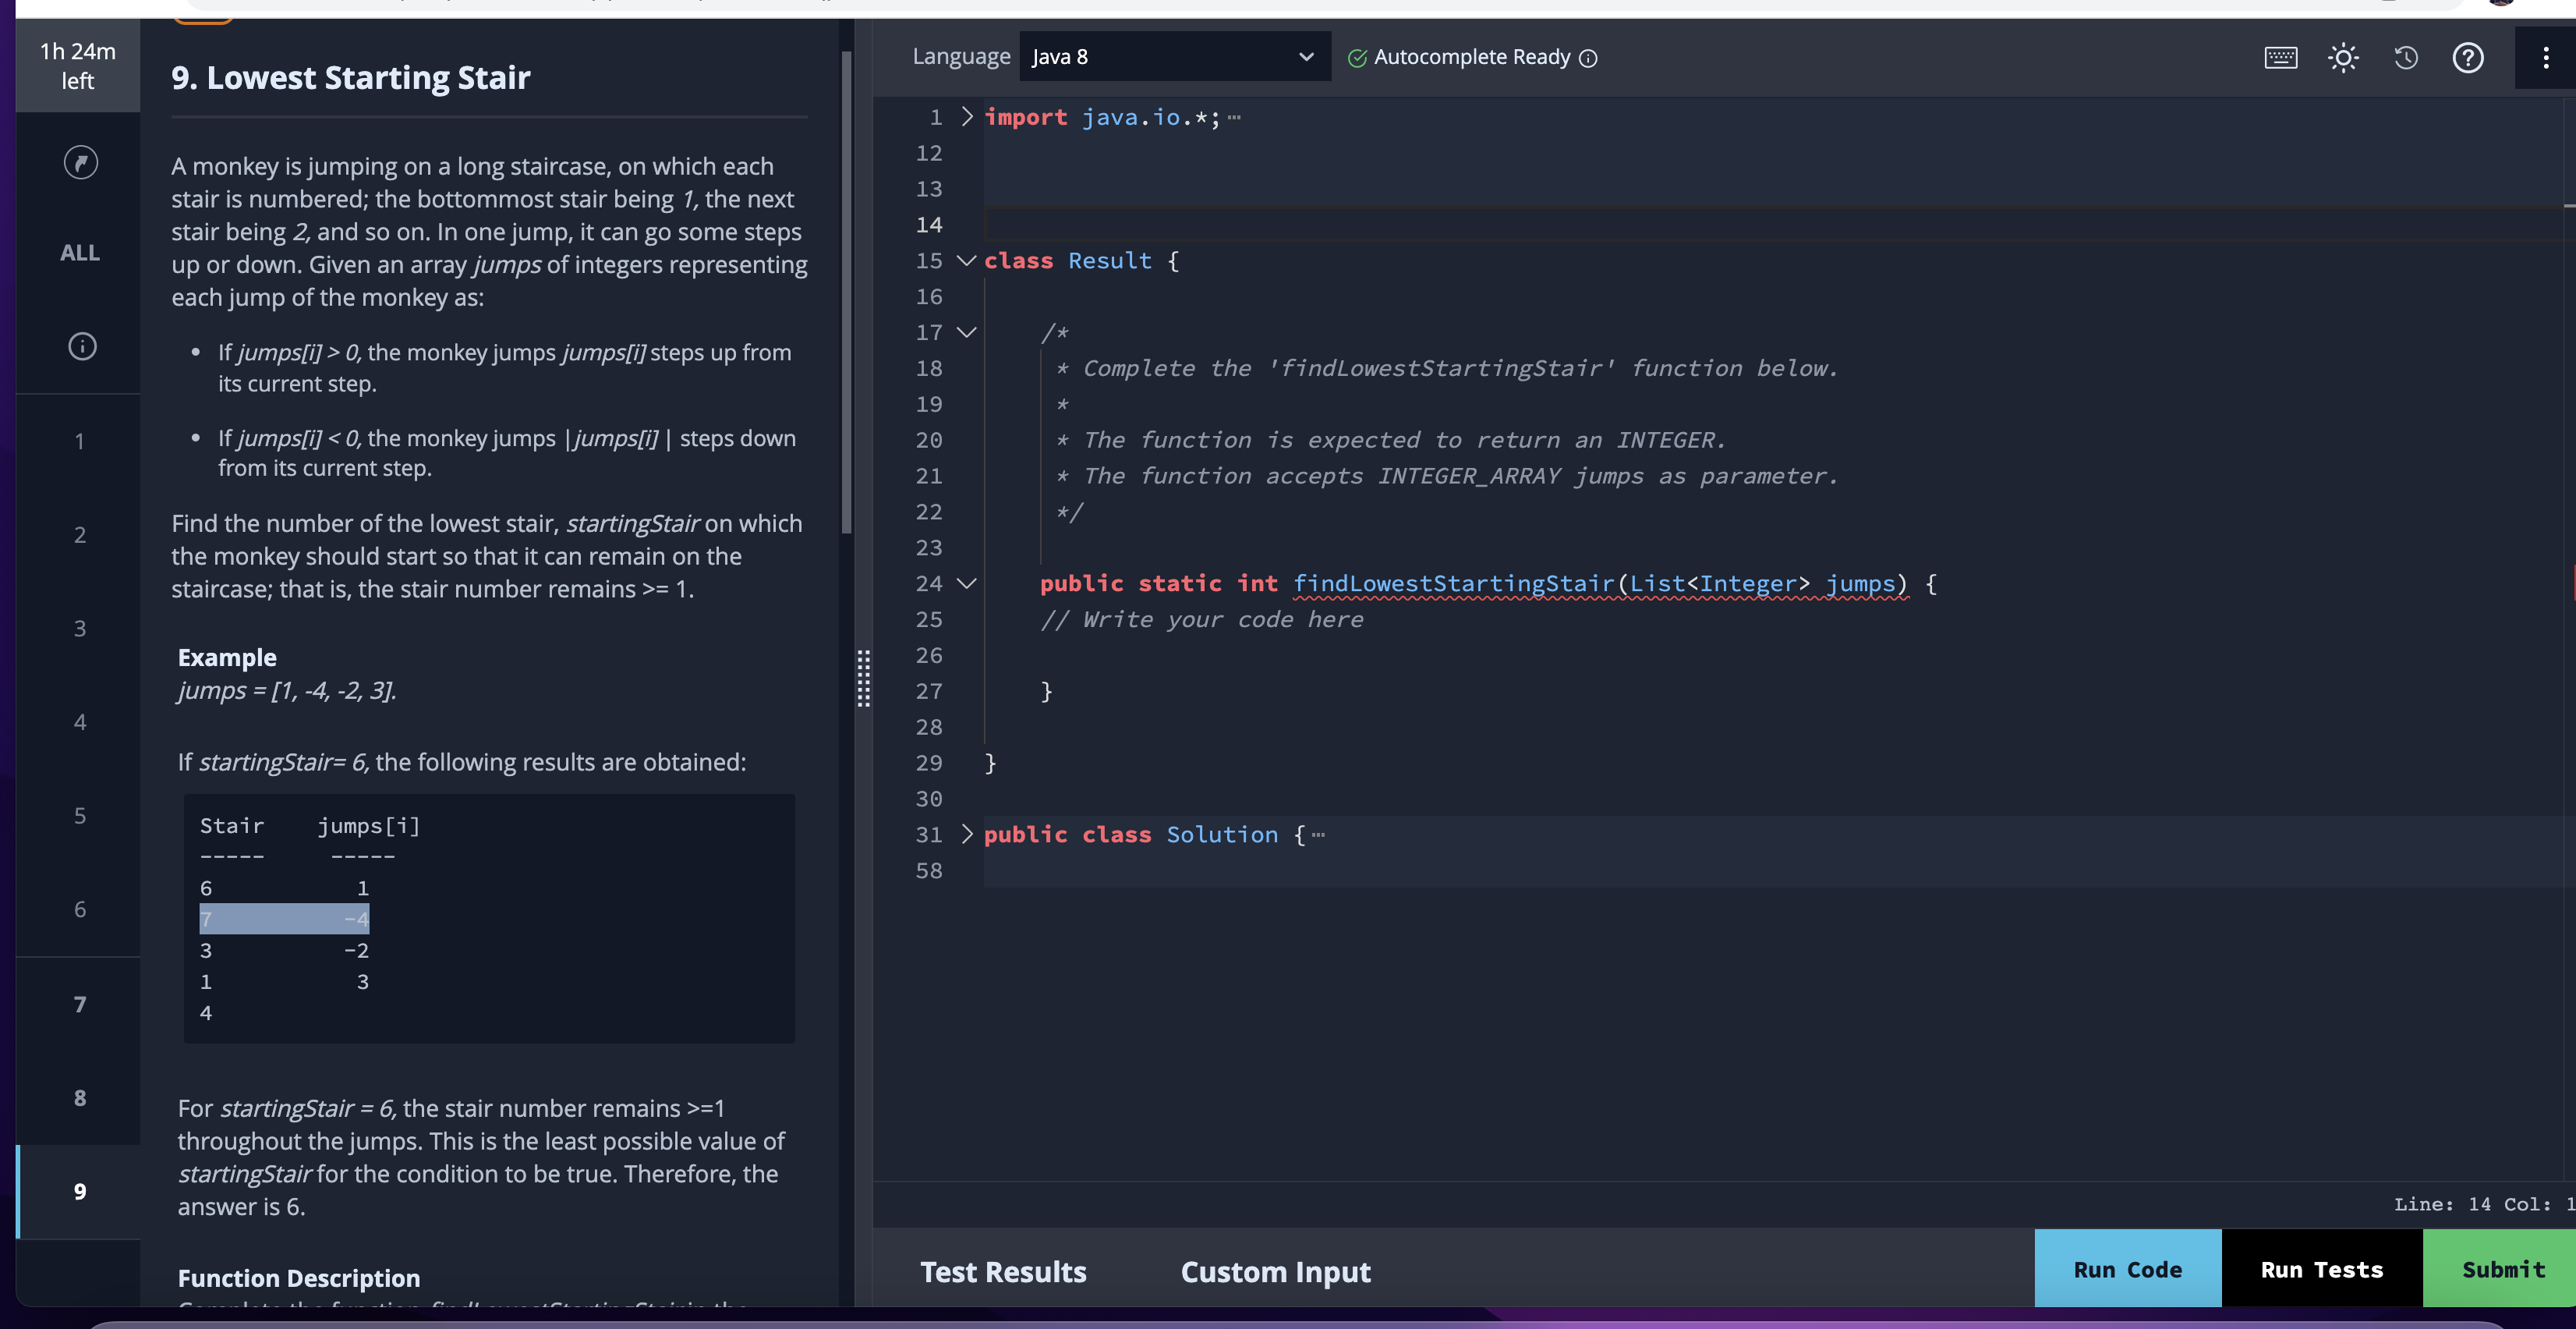 1h 24m
left
ALL
1
2
3
4
5
6
7
8
9
9. Lowest Starting Stair
A monkey is jumping on a long staircase, on which each
stair is numbered; the bottommost stair being 1, the next
stair being 2, and so on. In one jump, it can go some steps
up or down. Given an array jumps of integers representing
each jump of the monkey as:
• If jumps[i] > 0, the monkey jumps jumps[i] steps up from
its current step.
• If jumps[i] < 0, the monkey jumps |jumps[i] | steps down
from its current step.
Find the number of the lowest stair, startingStair on which
the monkey should start so that it can remain on the
staircase; that is, the stair number remains >= 1.
Example
jumps = [1, -4, -2, 3].
If startingStair= 6, the following results are obtained:
Stair jumps[i]
----- -----
6 1
7 -4
3 -2
1 3
4
For startingStair = 6, the stair number remains >=1
throughout the jumps. This is the least possible value of
startingStair for the condition to be true. Therefore, the
answer is 6.
Function Description
Language Java 8 Autocomplete Ready
1 import java.io.*;
12
13
14
15 class Result {
16
17 /*
18 * Complete the 'findLowestStartingStair' function below.
19 *
20 * The function is expected to return an INTEGER.
21 * The function accepts INTEGER_ARRAY jumps as parameter.
22 */
23
24 public static int findLowestStartingStair(List<Integer> jumps) {
25 // Write your code here
26
27 }
28
29 }
30
31 public class Solution {
58
Line: 14 Col: 1
Test Results Custom Input Run Code Run Tests Submit